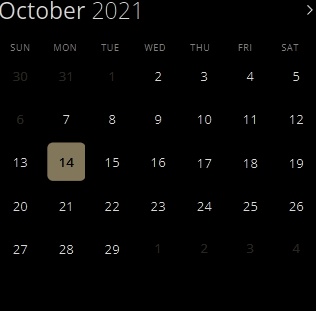 October 2021
SUN MON TUE WED THU FRI SAT
30 31 1 2 3 4 5
6 7 8 9 10 11 12
13 14 15 16 17 18 19
20 21 22 23 24 25 26
27 28 29 1 2 3 4